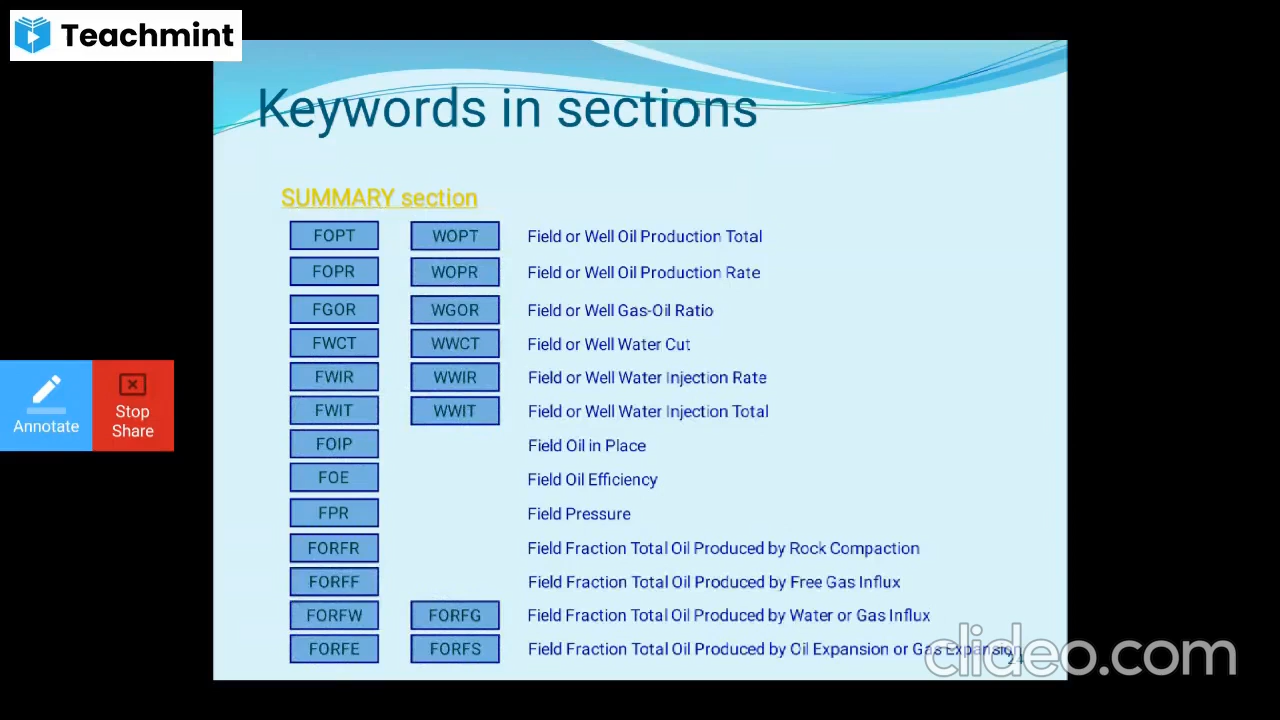 Teachmint
Keywords in sections
SUMMARY section
FOPT WOPT Field or Well Oil Production Total
FOPR WOPR Field or Well Oil Production Rate
FGOR WGOR Field or Well Gas-Oil Ratio
FWCT WWCT Field or Well Water Cut
FWIR WWIR Field or Well Water Injection Rate
FWIT WWIT Field or Well Water Injection Total
FOIP Field Oil in Place
FOE Field Oil Efficiency
FPR Field Pressure
FORFR Field Fraction Total Oil Produced by Rock Compaction
FORFF Field Fraction Total Oil Produced by Free Gas Influx
FORFW FORFG Field Fraction Total Oil Produced by Water or Gas Influx
FORFE FORFS Field Fraction Total Oil Produced by Oil Expansion or Gas Expansion
24
Annotate
Stop
Share
clideo.com